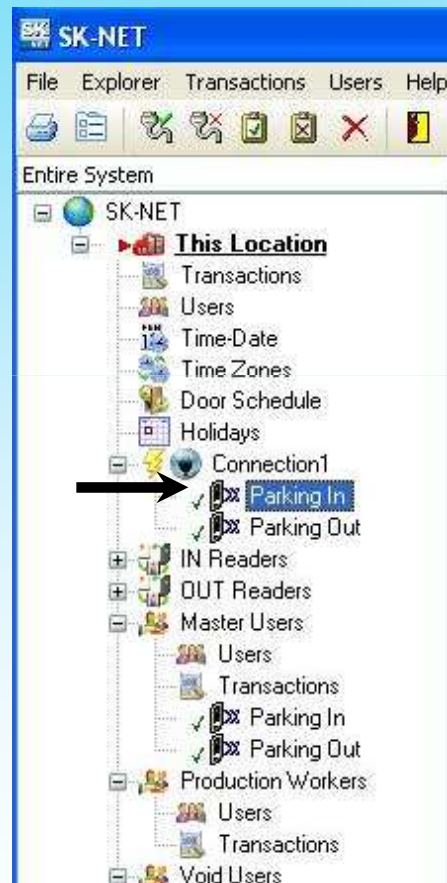 SK-NET
File Explorer Transactions Users Help
Entire System
SK-NET
This Location
Transactions
Users
Time-Date
Time Zones
Door Schedule
Holidays
Connection1
Parking In
Parking Out
IN Readers
OUT Readers
Master Users
Users
Transactions
Parking In
Parking Out
Production Workers
Users
Transactions
Void Users